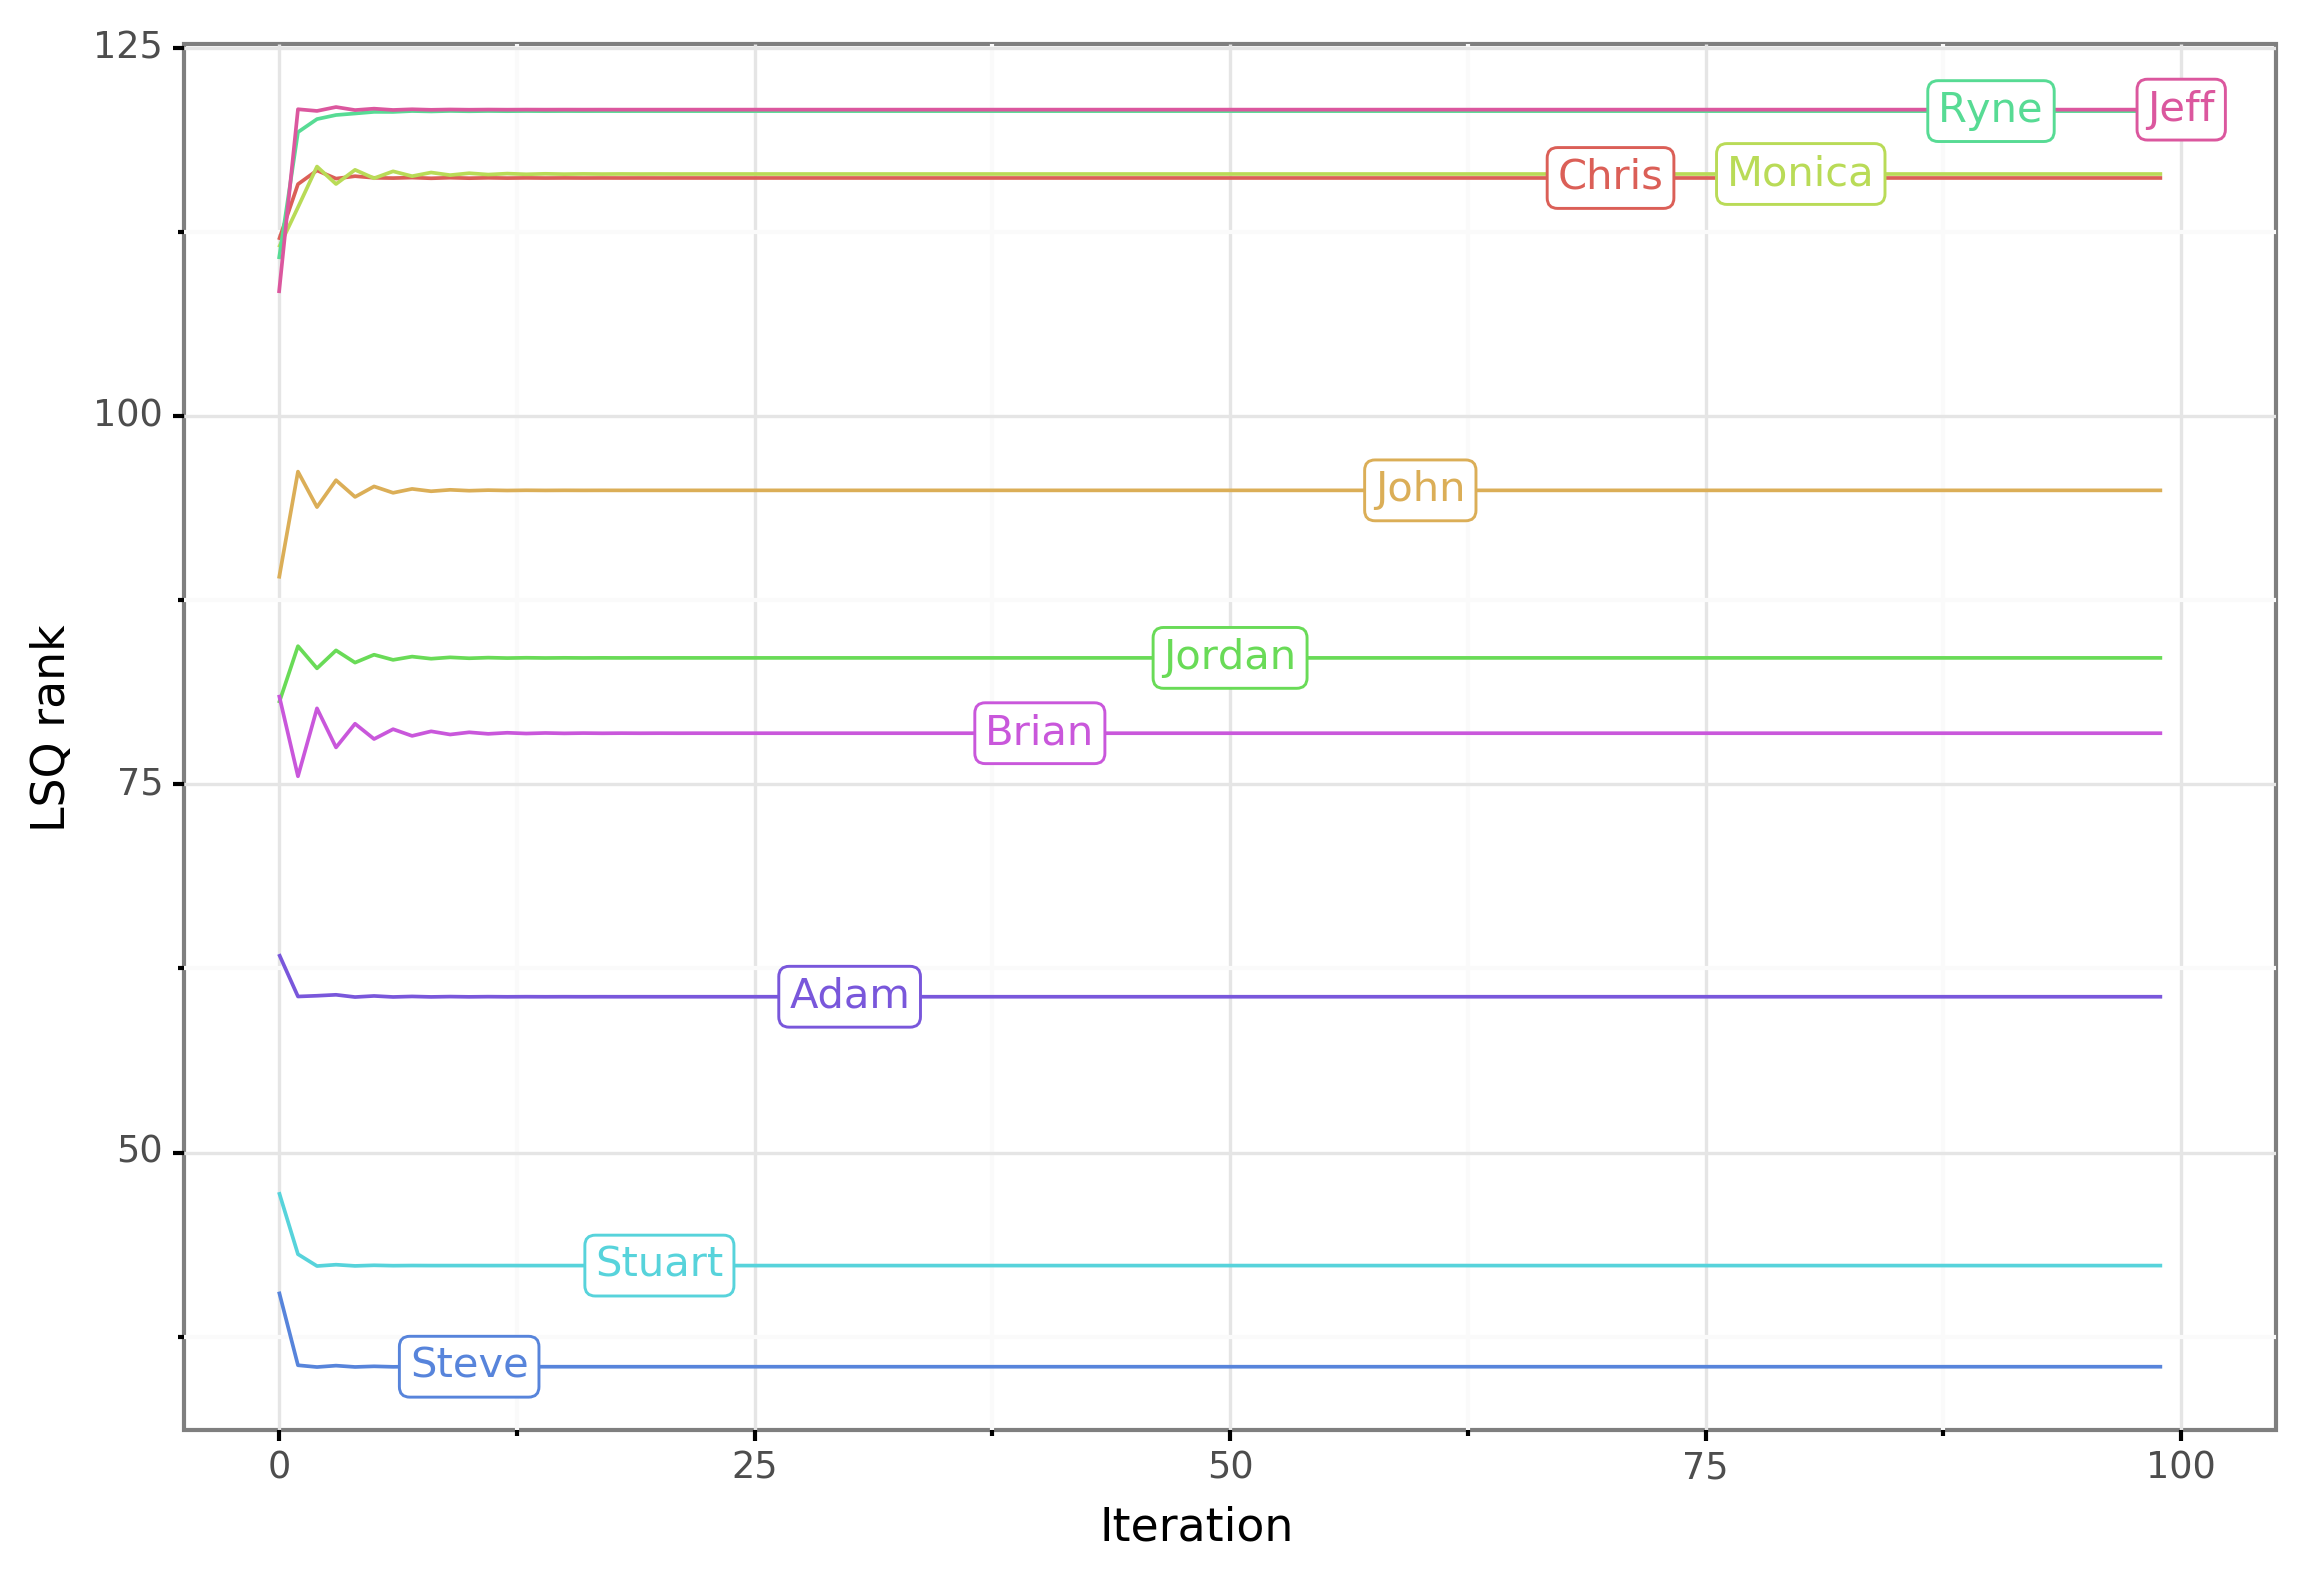 125
Ryne
Jeff
Chris
Monica
100
John
Jordan
Brian
75
Adam
50
Stuart
Steve
LSQ rank
0
25
50
75
100
Iteration